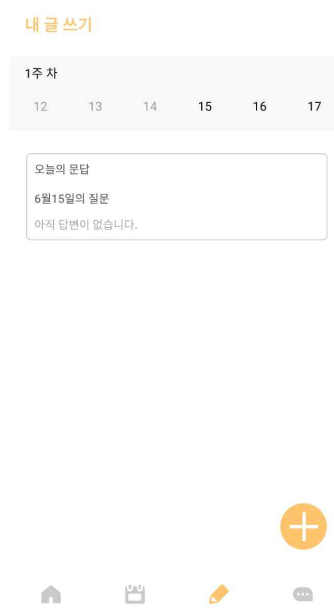 내 글 쓰기
1주 차
12 13 14 15 16 17
오늘의 문답
6월15일의 질문
아직 답변이 없습니다.